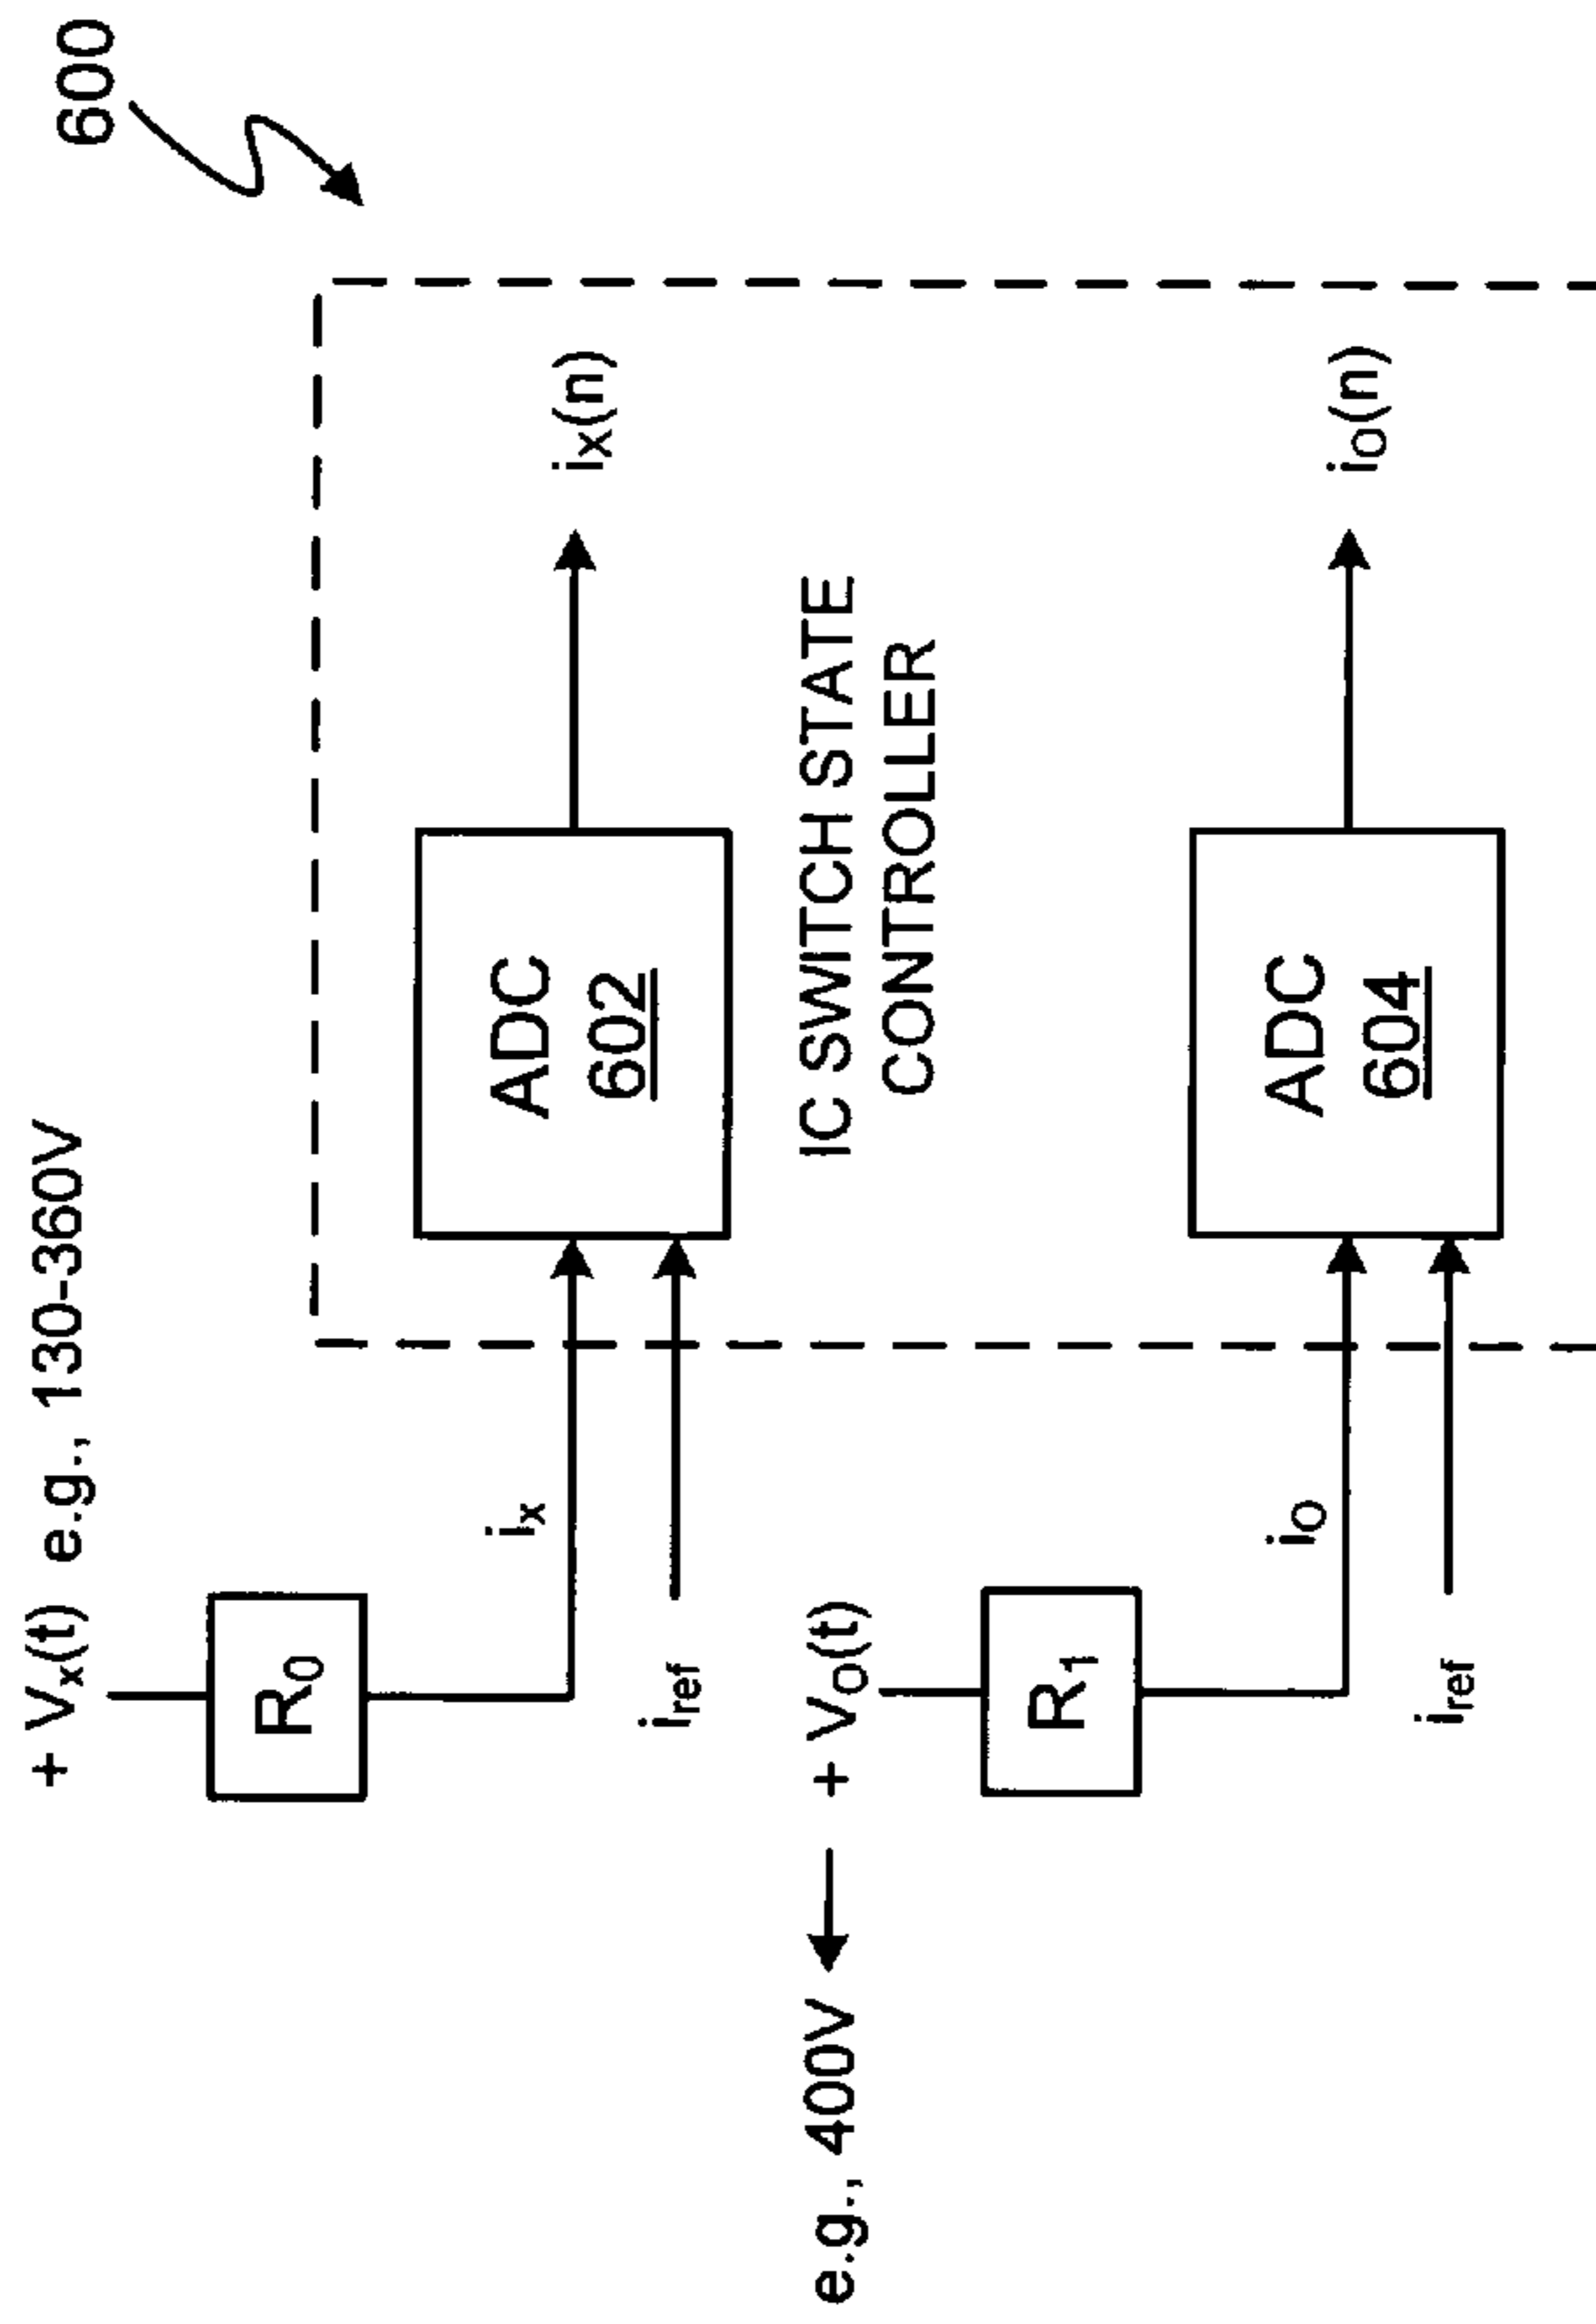 600
+ Vx(t) e.g., 130-360V
R0
ix
iref
ADC
602
ix(n)
IC SWITCH STATE
CONTROLLER
e.g., 400V
+ VO(t)
R1
iO
iref
ADC
604
iO(n)